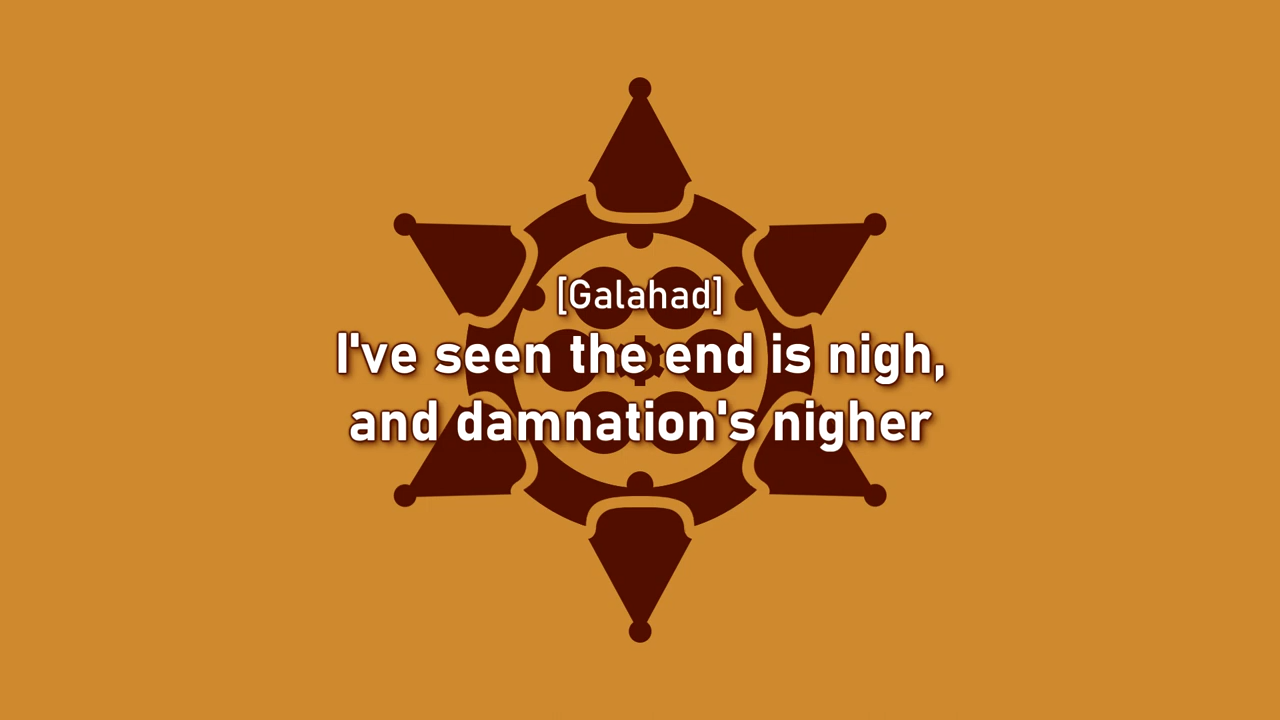 [Galahad]
I've seen the end is nigh,
and damnation's nigher